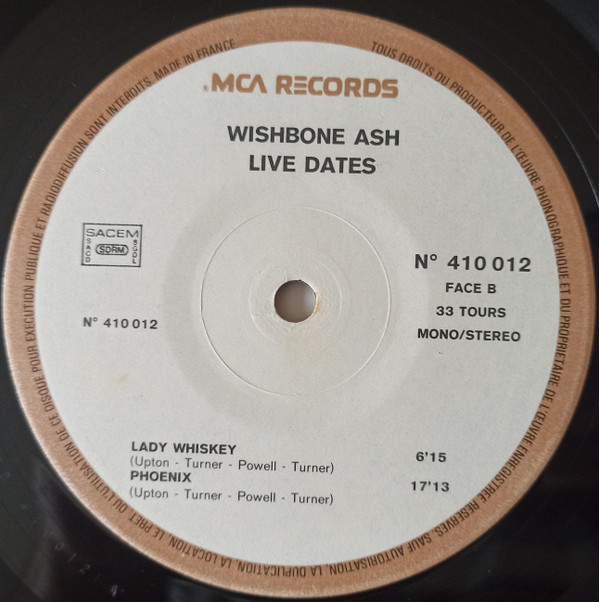 TOUS DROITS DU PRODUCTEUR DE L'ŒUVRE PHONOGRAPHIQUE ET DU PROPRIETAIRE DE L'ŒUVRE ENREGISTREE RESERVES. SAUF AUTORISATION, LA DUPLICATION, LA LOCATION, LE PRET OU L'UTILISATION DE CE DISQUE POUR EXECUTION PUBLIQUE ET RADIODIFFUSION SONT INTERDITS. MADE IN FRANCE
MCA RECORDS
WISHBONE ASH
LIVE DATES
SACEM
SACD
SDRM
SGDL
N° 410 012
FACE B
33 TOURS
MONO/STEREO
N° 410 012
LADY WHISKEY 6'15
(Upton - Turner - Powell - Turner)
PHOENIX 17'13
(Upton - Turner - Powell - Turner)